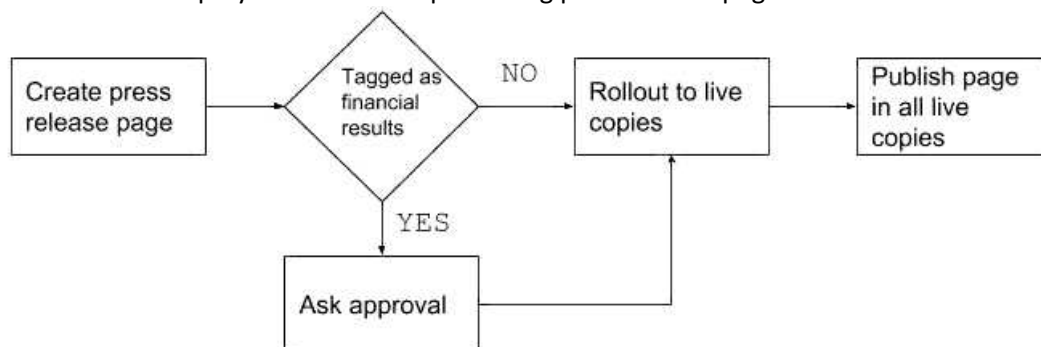 Create press
release page
Tagged as
financial
results
NO
Rollout to live
copies
Publish page
in all live
copies
YES
Ask approval